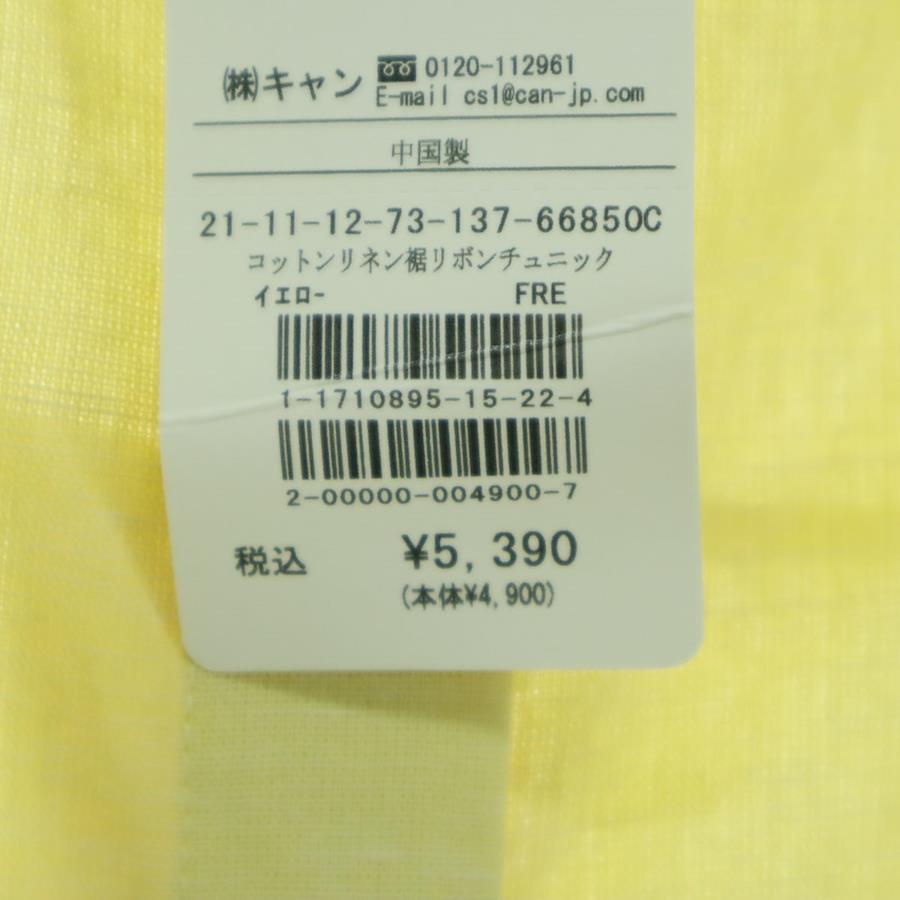 ㈱キャン 0120-112961
E-mail cs1@can-jp.com
中国製
21-11-12-73-137-66850C
コットンリネン裾リボンチュニック
イエロー FRE
1-1710895-15-22-4
2-00000-004900-7
税込 ¥5,390
(本体¥4,900)